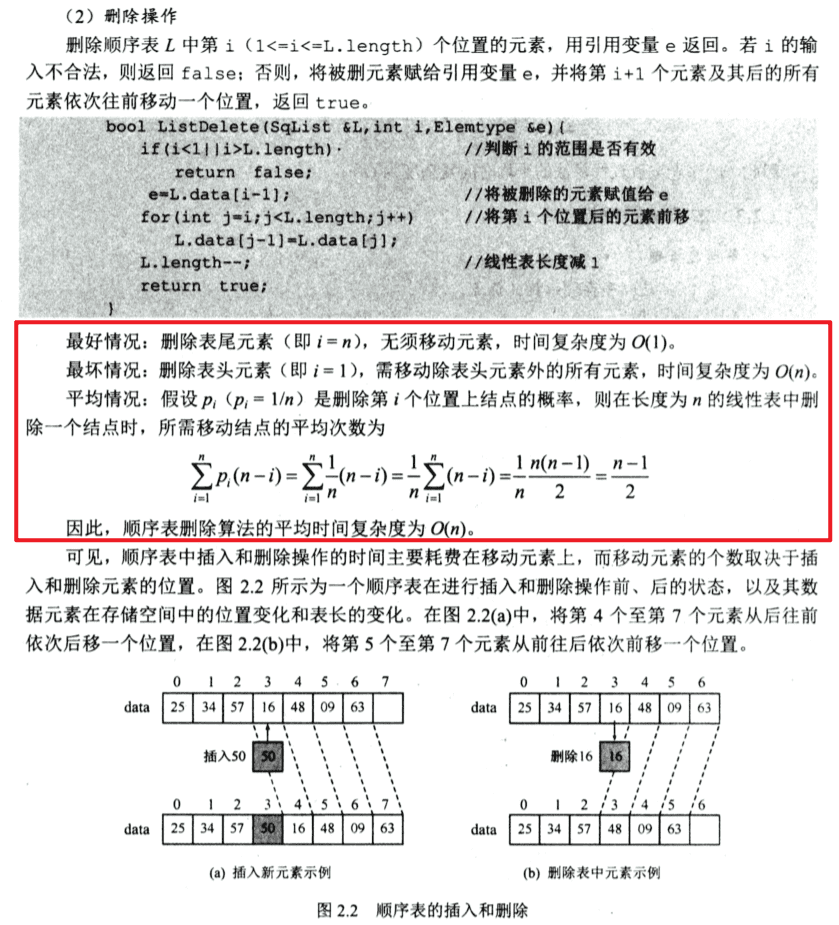 （2）删除操作
删除顺序表 L 中第 i（1<=i<=L.length）个位置的元素，用引用变量 e 返回。若 i 的输
入不合法，则返回 false；否则，将被删元素赋给引用变量 e，并将第 i+1 个元素及其后的所有
元素依次往前移动一个位置，返回 true。
bool ListDelete(SqList &L,int i,Elemtype &e){
if(i<1||i>L.length) //判断 i 的范围是否有效
return false;
e=L.data[i-1]; //将被删除的元素赋值给 e
for(int j=i;j<L.length;j++) //将第 i 个位置后的元素前移
L.data[j-1]=L.data[j];
L.length--; //线性表长度减 1
return true;
}
最好情况：删除表尾元素（即 i = n），无须移动元素，时间复杂度为 O(1)。
最坏情况：删除表头元素（即 i = 1），需移动除表头元素外的所有元素，时间复杂度为 O(n)。
平均情况：假设 pᵢ（pᵢ = 1/n）是删除第 i 个位置上结点的概率，则在长度为 n 的线性表中删
除一个结点时，所需移动结点的平均次数为
∑_{i=1}^{n} pᵢ(n−i) = ∑_{i=1}^{n} 1/n (n−i) = 1/n ∑_{i=1}^{n} (n−i) = 1/n n(n−1)/2 = (n−1)/2
因此，顺序表删除算法的平均时间复杂度为 O(n)。
可见，顺序表中插入和删除操作的时间主要耗费在移动元素上，而移动元素的个数取决于插
入和删除元素的位置。图 2.2 所示为一个顺序表在进行插入和删除操作前、后的状态，以及其数
据元素在存储空间中的位置变化和表长的变化。在图 2.2(a)中，将第 4 个至第 7 个元素从后往前
依次后移一个位置，在图 2.2(b)中，将第 5 个至第 7 个元素从前往后依次前移一个位置。
0 1 2 3 4 5 6 7
data 25 34 57 16 48 09 63
插入50 50
0 1 2 3 4 5 6 7
data 25 34 57 50 16 48 09 63
(a) 插入新元素示例
0 1 2 3 4 5 6
data 25 34 57 16 48 09 63
删除16 16
0 1 2 3 4 5 6
data 25 34 57 48 09 63
(b) 删除表中元素示例
图 2.2 顺序表的插入和删除